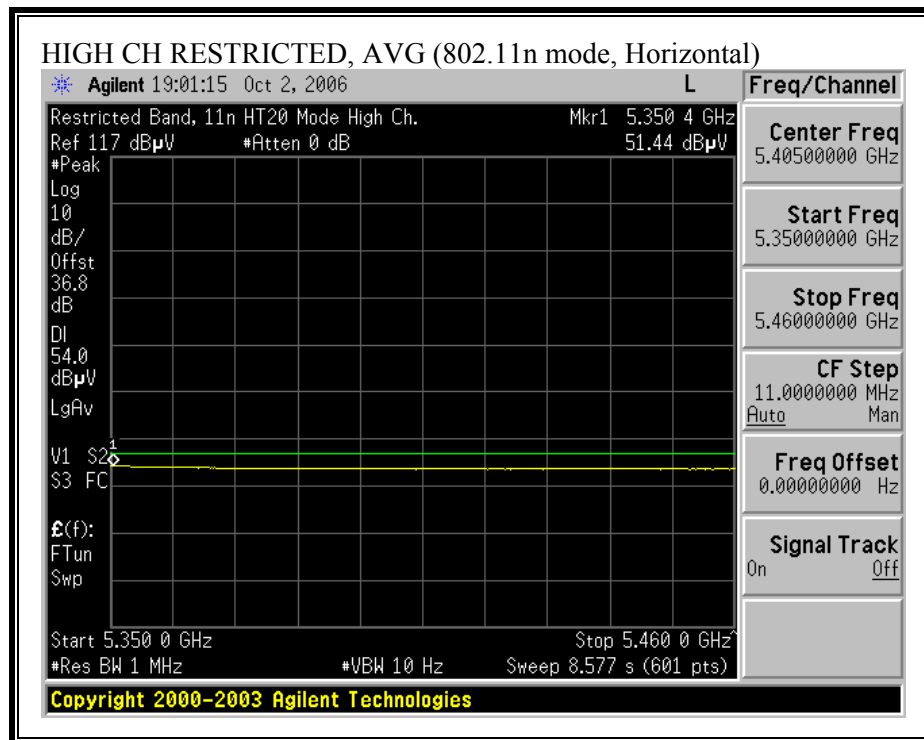 HIGH CH RESTRICTED, AVG (802.11n mode, Horizontal)
Agilent 19:01:15 Oct 2, 2006 L
Restricted Band, 11n HT20 Mode High Ch. Mkr1 5.350 4 GHz
Ref 117 dBµV #Atten 0 dB 51.44 dBµV
#Peak
Log
10
dB/
Offst
36.8
dB
DI
54.0
dBµV
LgAv
1
V1 S2
S3 FC
£(f):
FTun
Swp
Start 5.350 0 GHz Stop 5.460 0 GHz^
#Res BW 1 MHz #VBW 10 Hz Sweep 8.577 s (601 pts)
Copyright 2000-2003 Agilent Technologies
Freq/Channel
Center Freq
5.40500000 GHz
Start Freq
5.35000000 GHz
Stop Freq
5.46000000 GHz
CF Step
11.0000000 MHz
Auto Man
Freq Offset
0.00000000 Hz
Signal Track
On Off